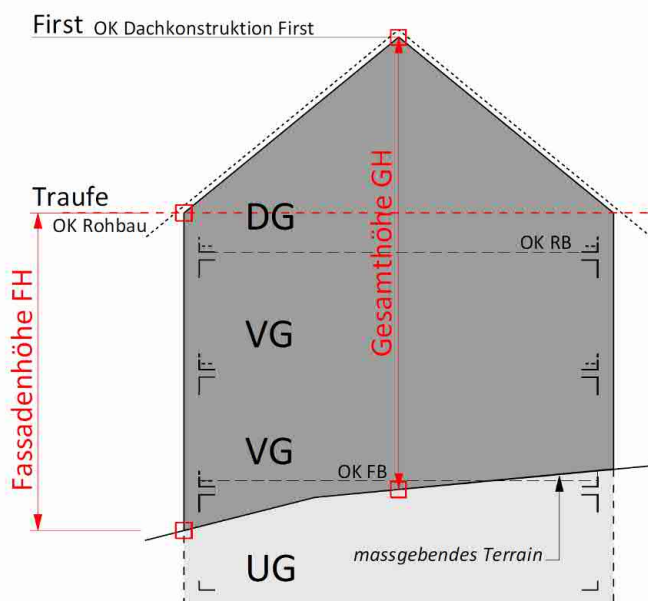 First OK Dachkonstruktion First
Traufe
OK Rohbau
DG
OK RB
Gesamthöhe GH
Fassadenhöhe FH
VG
VG
OK FB
massgebendes Terrain
UG